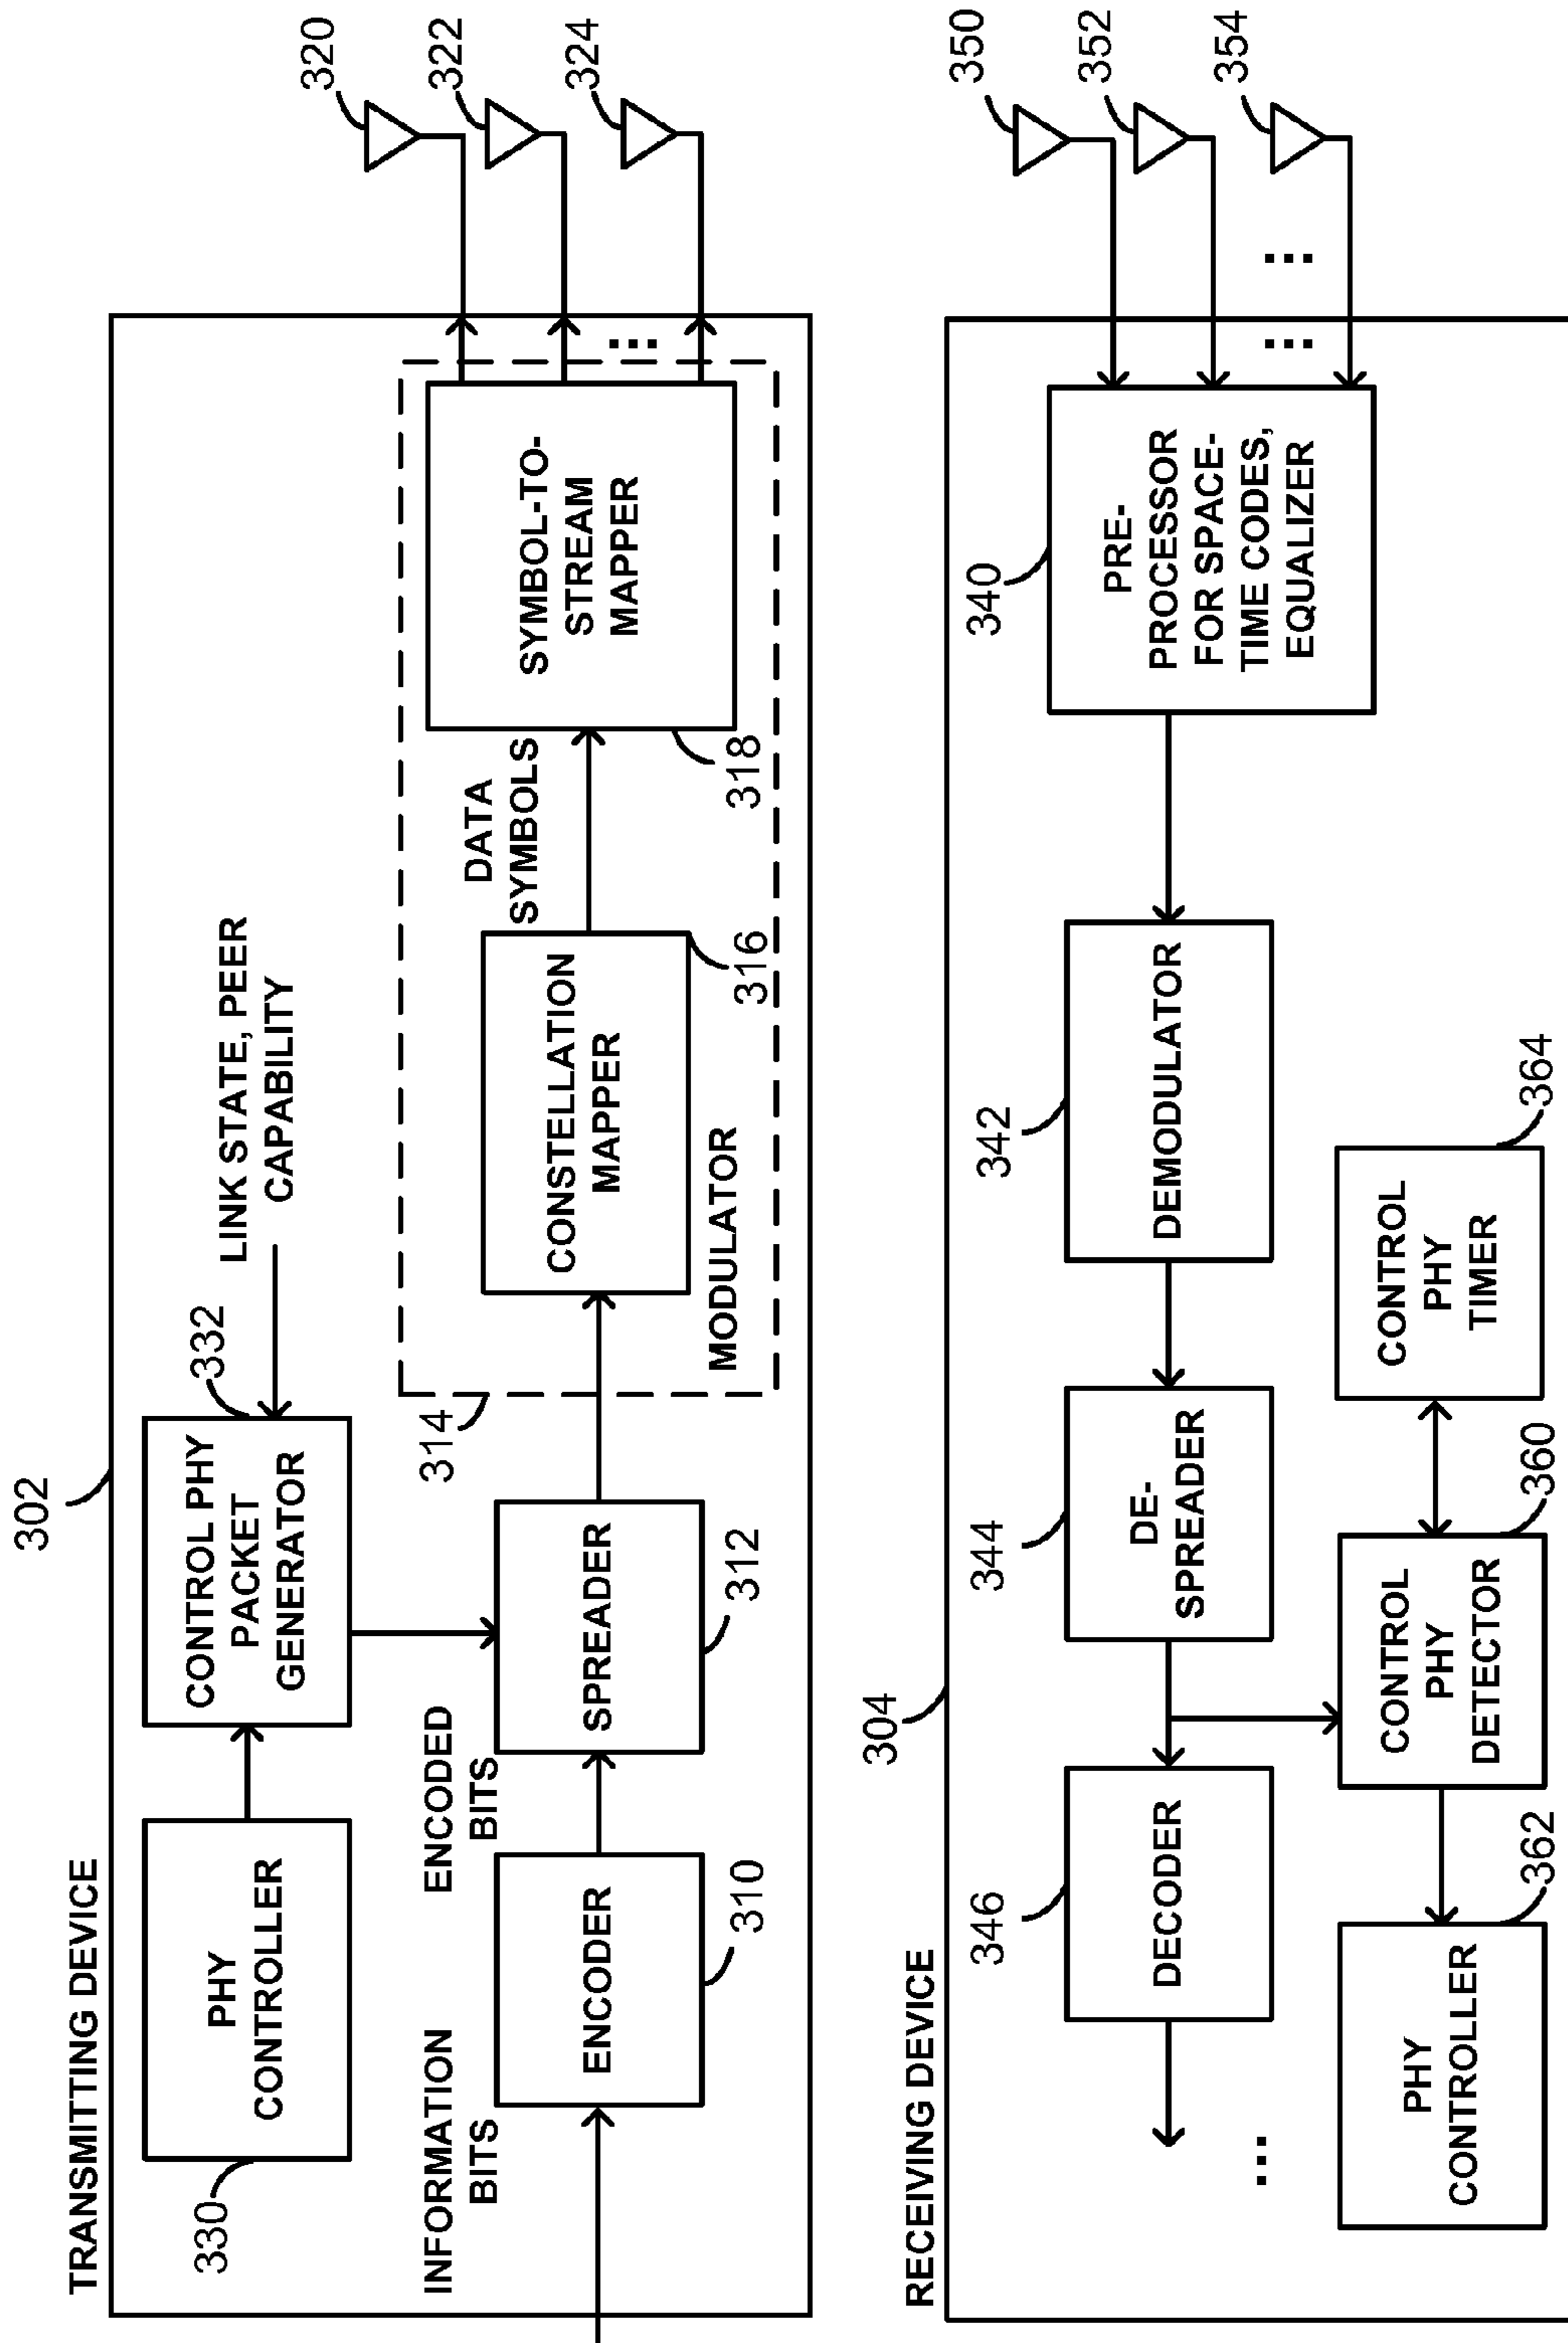 TRANSMITTING DEVICE
302
330
PHY
CONTROLLER
CONTROL PHY
PACKET
GENERATOR
332
LINK STATE, PEER
CAPABILITY
INFORMATION
BITS
ENCODER
310
ENCODED
BITS
SPREADER
312
314
CONSTELLATION
MAPPER
316
MODULATOR
DATA
SYMBOLS
SYMBOL-TO-
STREAM
MAPPER
318
...
320
322
324
RECEIVING DEVICE
304
346
DECODER
344
DE-
SPREADER
342
DEMODULATOR
340
PRE-
PROCESSOR
FOR SPACE-
TIME CODES,
EQUALIZER
...
...
350
352
354
...
PHY
CONTROLLER
362
CONTROL
PHY
DETECTOR
360
CONTROL
PHY
TIMER
364